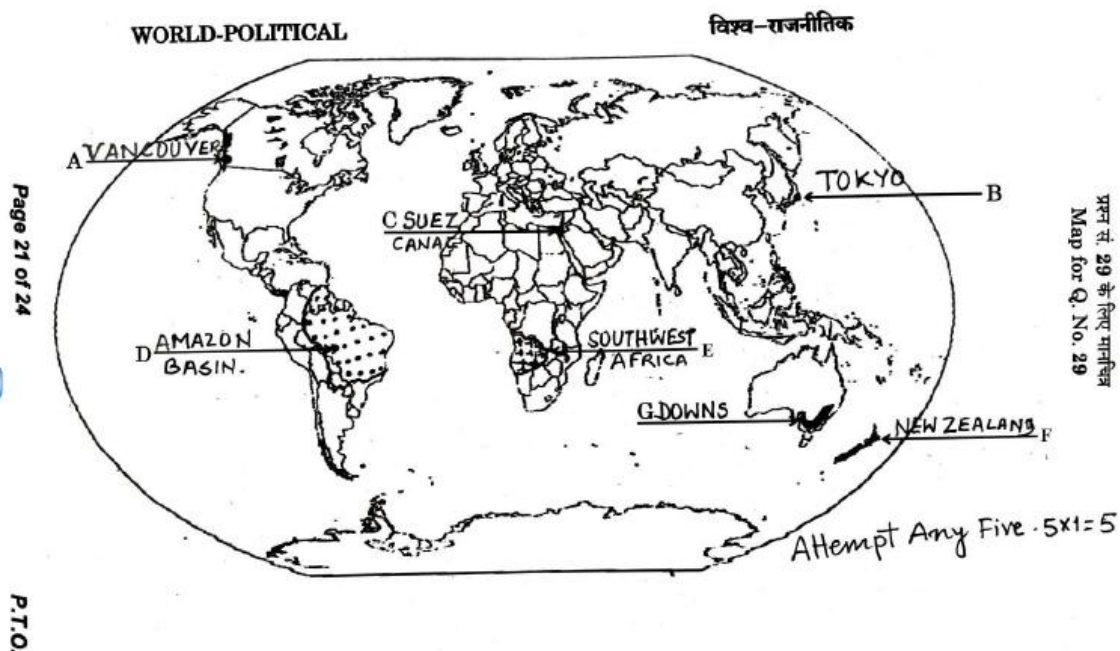 WORLD-POLITICAL
विश्व-राजनीतिक
A VANCOUVER
TOKYO B
C SUEZ
CANAL
D AMAZON
BASIN.
SOUTHWEST E
AFRICA
G.DOWNS
NEW ZEALAND F
Attempt Any Five. 5x1=5
Page 21 of 24
P.T.O.
प्रश्न सं. 29 के लिए मानचित्र
Map for Q. No. 29